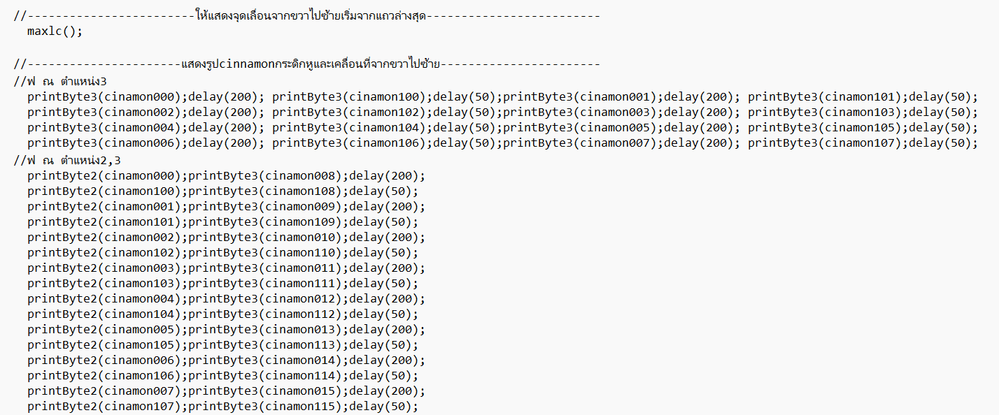 //------------------------ให้แสดงจุดเลื่อนจากขวาไปซ้ายเริ่มจากแถวล่างสุด-------------------------
maxlc();
//----------------------แสดงรูปcinnamonกระดิกหูและเคลื่อนที่จากขวาไปซ้าย-----------------------
//ฟ ณ ตำแหน่ง3
printByte3(cinamon000);delay(200); printByte3(cinamon100);delay(50);printByte3(cinamon001);delay(200); printByte3(cinamon101);delay(50);
printByte3(cinamon002);delay(200); printByte3(cinamon102);delay(50);printByte3(cinamon003);delay(200); printByte3(cinamon103);delay(50);
printByte3(cinamon004);delay(200); printByte3(cinamon104);delay(50);printByte3(cinamon005);delay(200); printByte3(cinamon105);delay(50);
printByte3(cinamon006);delay(200); printByte3(cinamon106);delay(50);printByte3(cinamon007);delay(200); printByte3(cinamon107);delay(50);
//ฟ ณ ตำแหน่ง2,3
printByte2(cinamon000);printByte3(cinamon008);delay(200);
printByte2(cinamon100);printByte3(cinamon108);delay(50);
printByte2(cinamon001);printByte3(cinamon009);delay(200);
printByte2(cinamon101);printByte3(cinamon109);delay(50);
printByte2(cinamon002);printByte3(cinamon010);delay(200);
printByte2(cinamon102);printByte3(cinamon110);delay(50);
printByte2(cinamon003);printByte3(cinamon011);delay(200);
printByte2(cinamon103);printByte3(cinamon111);delay(50);
printByte2(cinamon004);printByte3(cinamon012);delay(200);
printByte2(cinamon104);printByte3(cinamon112);delay(50);
printByte2(cinamon005);printByte3(cinamon013);delay(200);
printByte2(cinamon105);printByte3(cinamon113);delay(50);
printByte2(cinamon006);printByte3(cinamon014);delay(200);
printByte2(cinamon106);printByte3(cinamon114);delay(50);
printByte2(cinamon007);printByte3(cinamon015);delay(200);
printByte2(cinamon107);printByte3(cinamon115);delay(50);